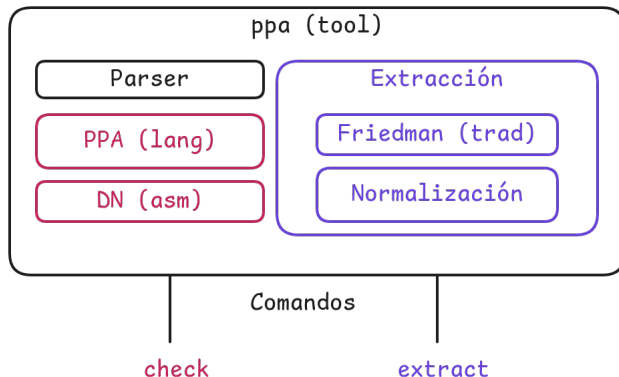 ppa (tool)
Parser
PPA (lang)
DN (asm)
Extracción
Friedman (trad)
Normalización
Comandos
check
extract